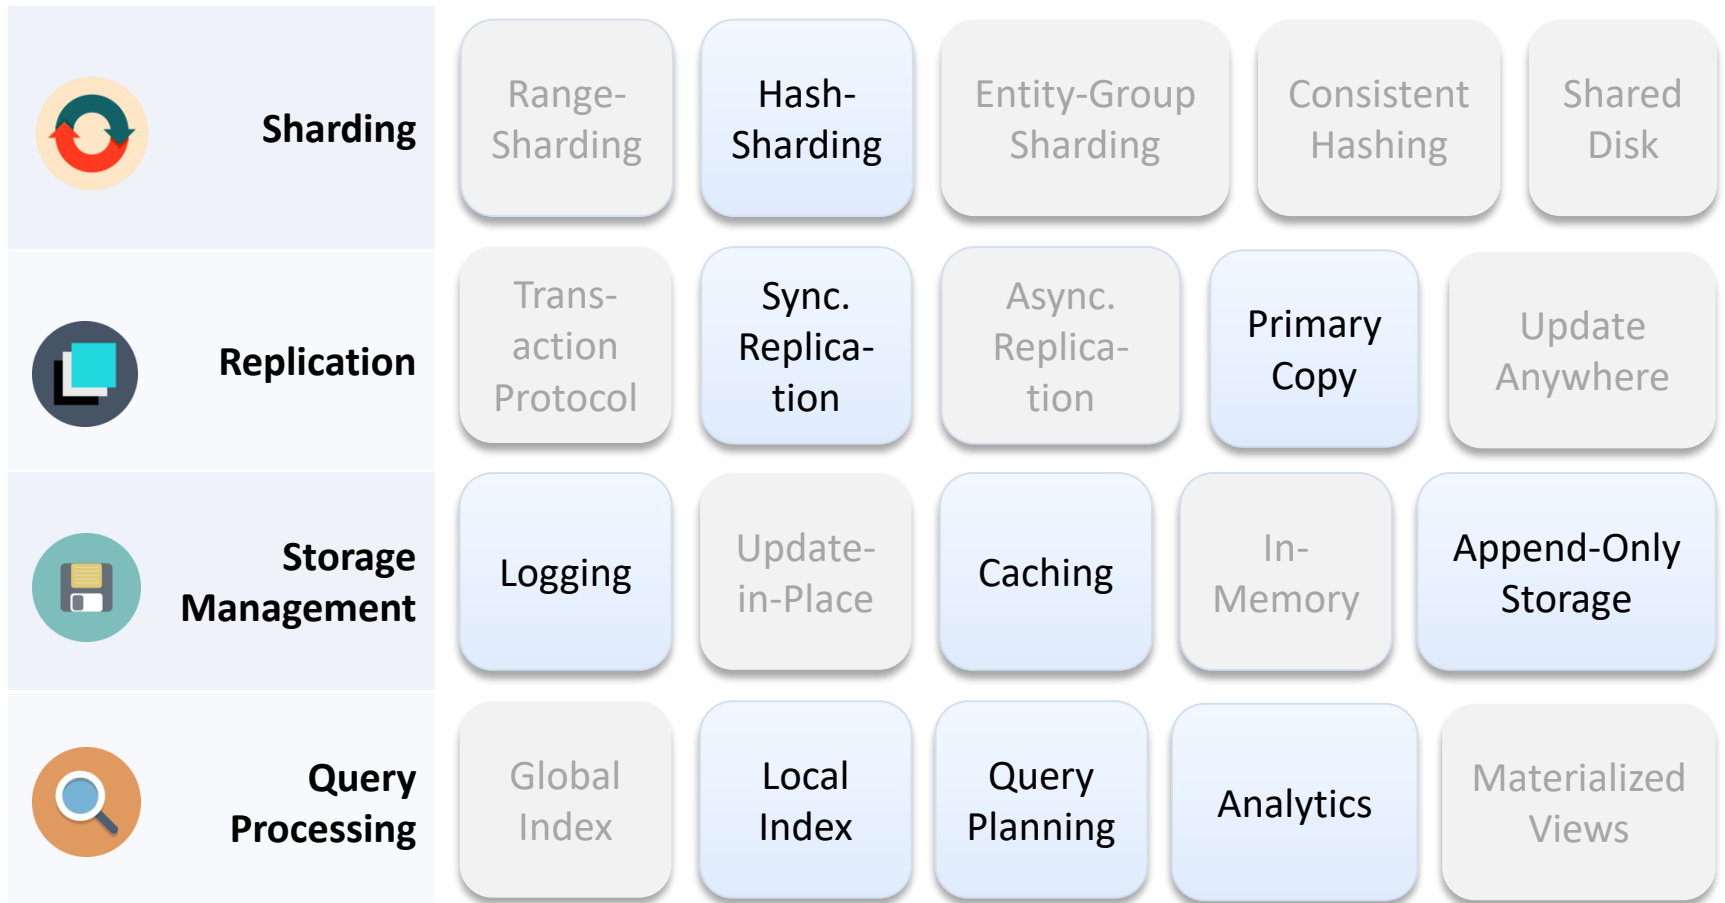 Sharding
Range-
Sharding
Hash-
Sharding
Entity-Group
Sharding
Consistent
Hashing
Shared
Disk
Replication
Trans-
action
Protocol
Sync.
Replica-
tion
Async.
Replica-
tion
Primary
Copy
Update
Anywhere
Storage
Management
Logging
Update-
in-Place
Caching
In-
Memory
Append-Only
Storage
Query
Processing
Global
Index
Local
Index
Query
Planning
Analytics
Materialized
Views